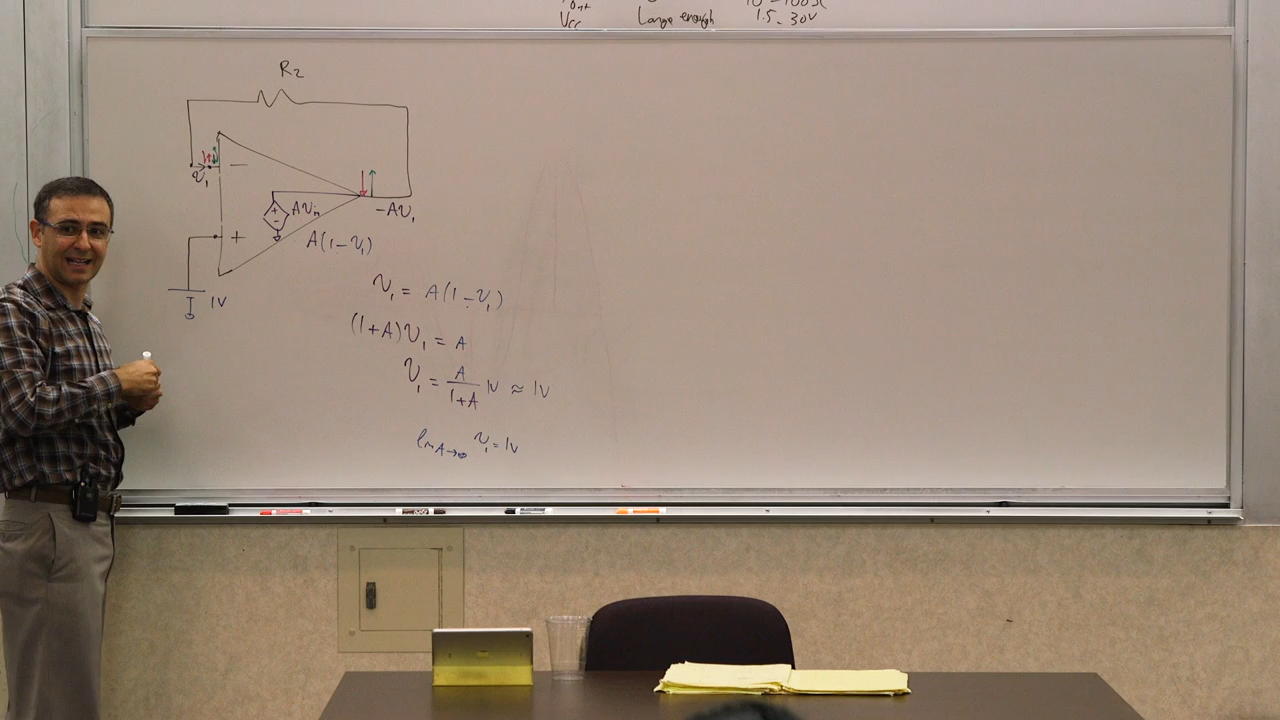 Vcc Large enough 1.5-30V
R2
−
v1
+
Avin
−AV1
+
A(1−v1)
1V
v1 = A(1−v1)
(1+A)v1 = A
v1 = A/(1+A) 1V ≈ 1V
limA→∞ v1 = 1V